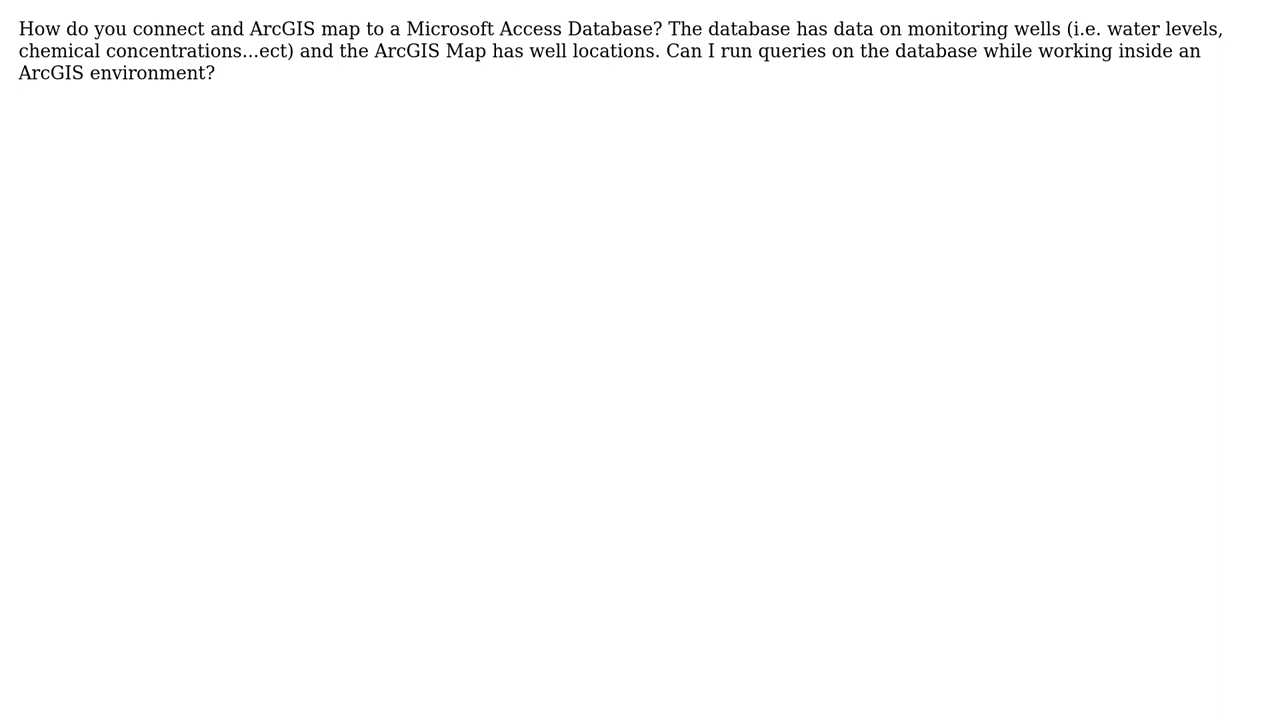 How do you connect and ArcGIS map to a Microsoft Access Database? The database has data on monitoring wells (i.e. water levels,
chemical concentrations...ect) and the ArcGIS Map has well locations. Can I run queries on the database while working inside an
ArcGIS environment?